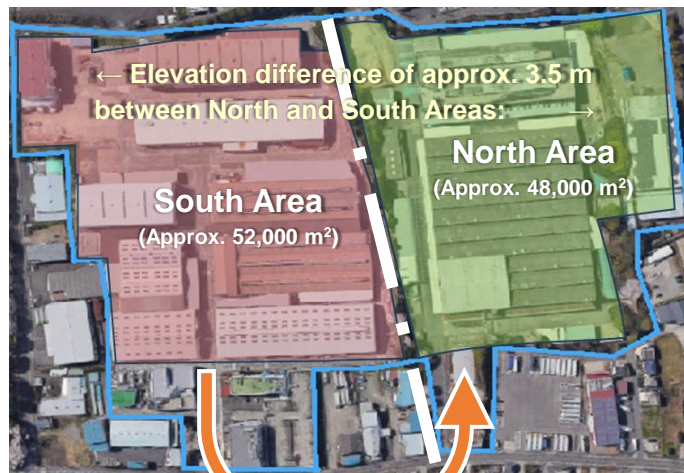 ← Elevation difference of approx. 3.5 m
between North and South Areas: →
North Area
(Approx. 48,000 m²)
South Area
(Approx. 52,000 m²)